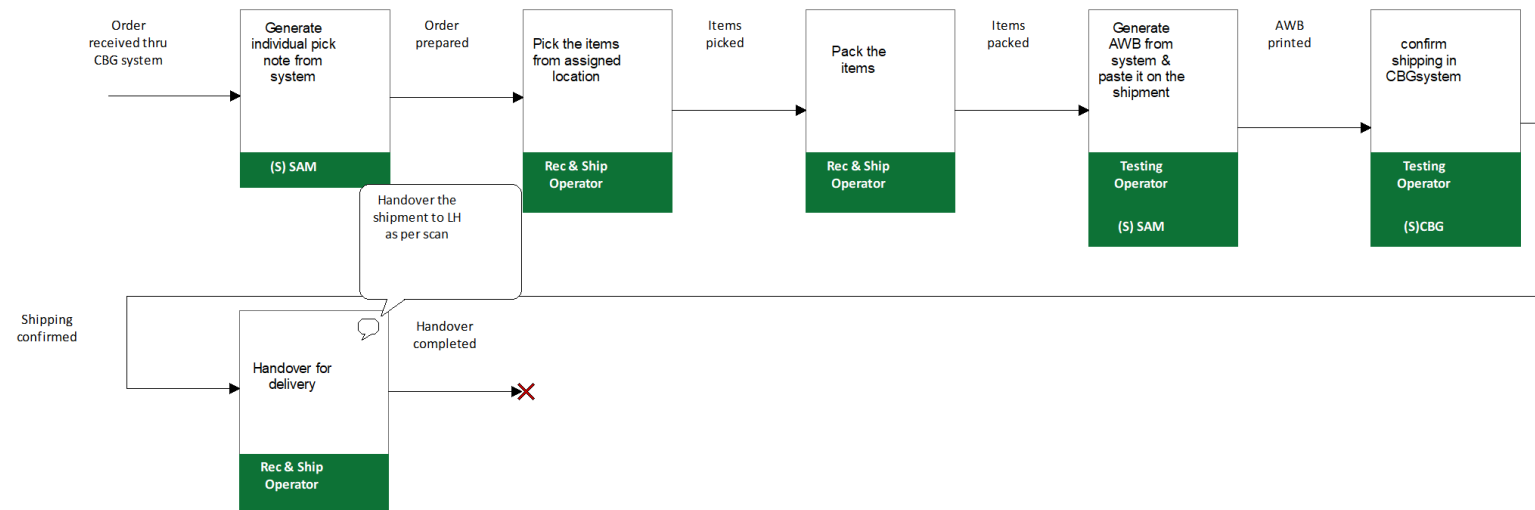 Order
received thru
CBG system
Generate
individual pick
note from
system
(S) SAM
Order
prepared
Pick the items
from assigned
location
Rec & Ship
Operator
Items
picked
Pack the
items
Rec & Ship
Operator
Items
packed
Generate
AWB from
system &
paste it on the
shipment
Testing
Operator
(S) SAM
AWB
printed
confirm
shipping in
CBGsystem
Testing
Operator
(S)CBG
Handover the
shipment to LH
as per scan
Shipping
confirmed
Handover for
delivery
Rec & Ship
Operator
Handover
completed